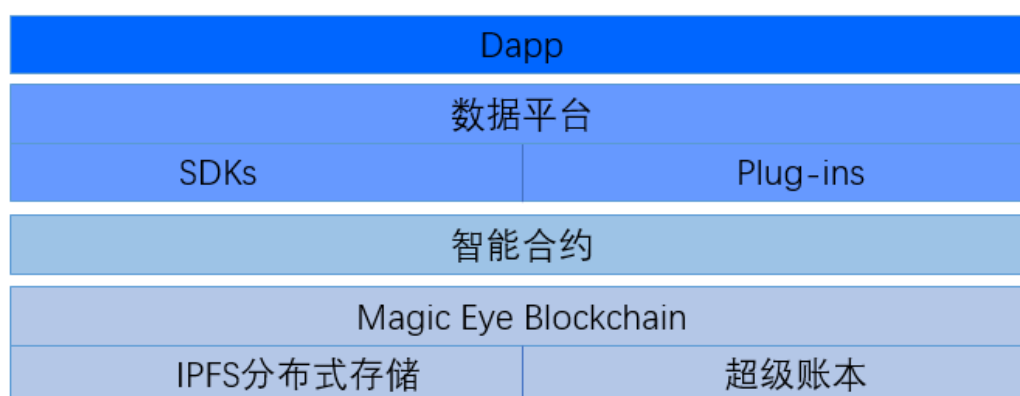 Dapp
数据平台
SDKs
Plug-ins
智能合约
Magic Eye Blockchain
IPFS分布式存储
超级账本